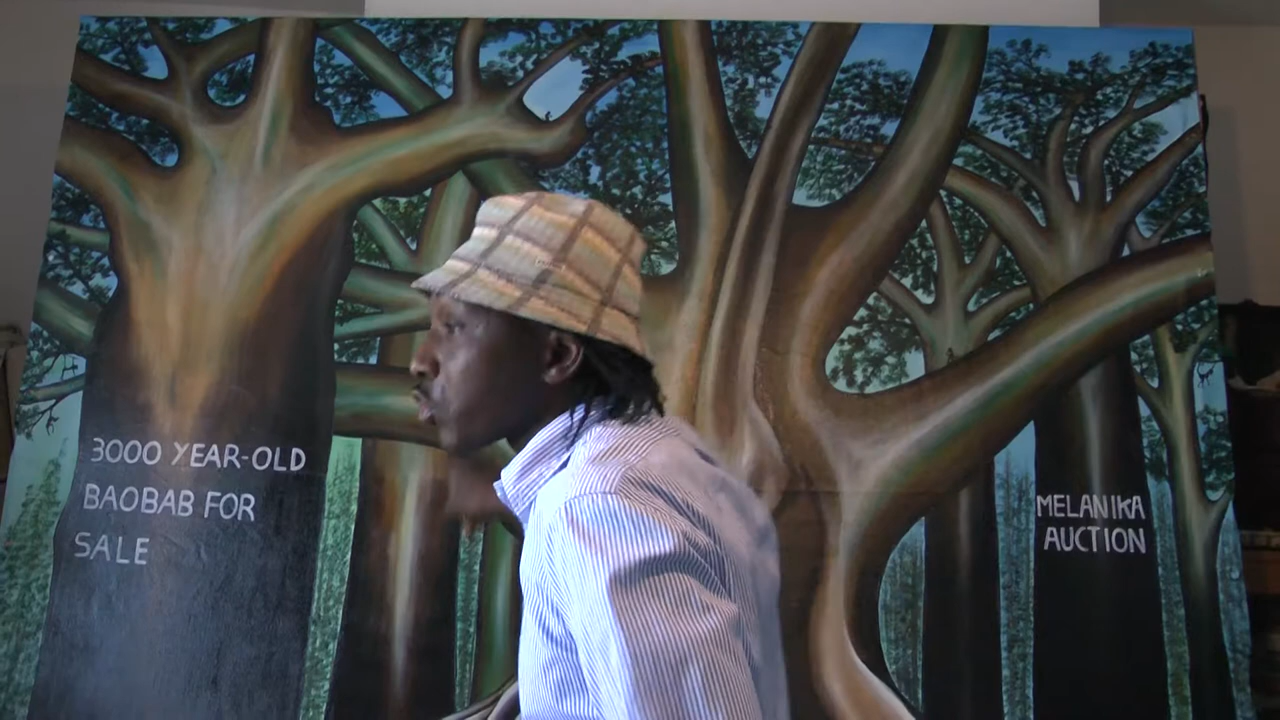 3000 YEAR-OLD
BAOBAB FOR
SALE
MELANIKA
AUCTION